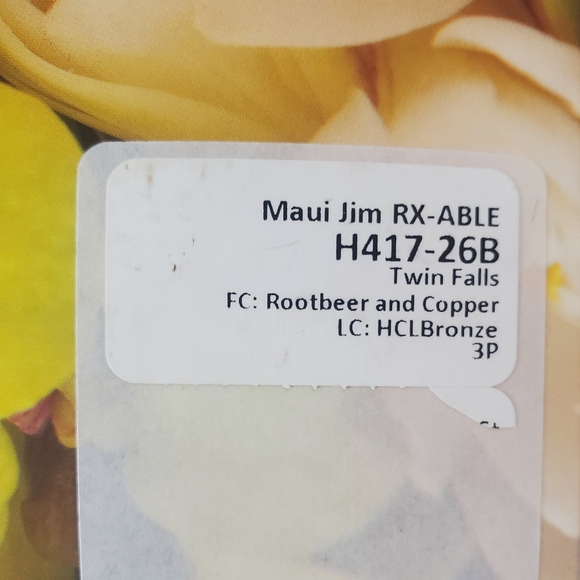 Maui Jim RX-ABLE
H417-26B
Twin Falls
FC: Rootbeer and Copper
LC: HCLBronze
3P